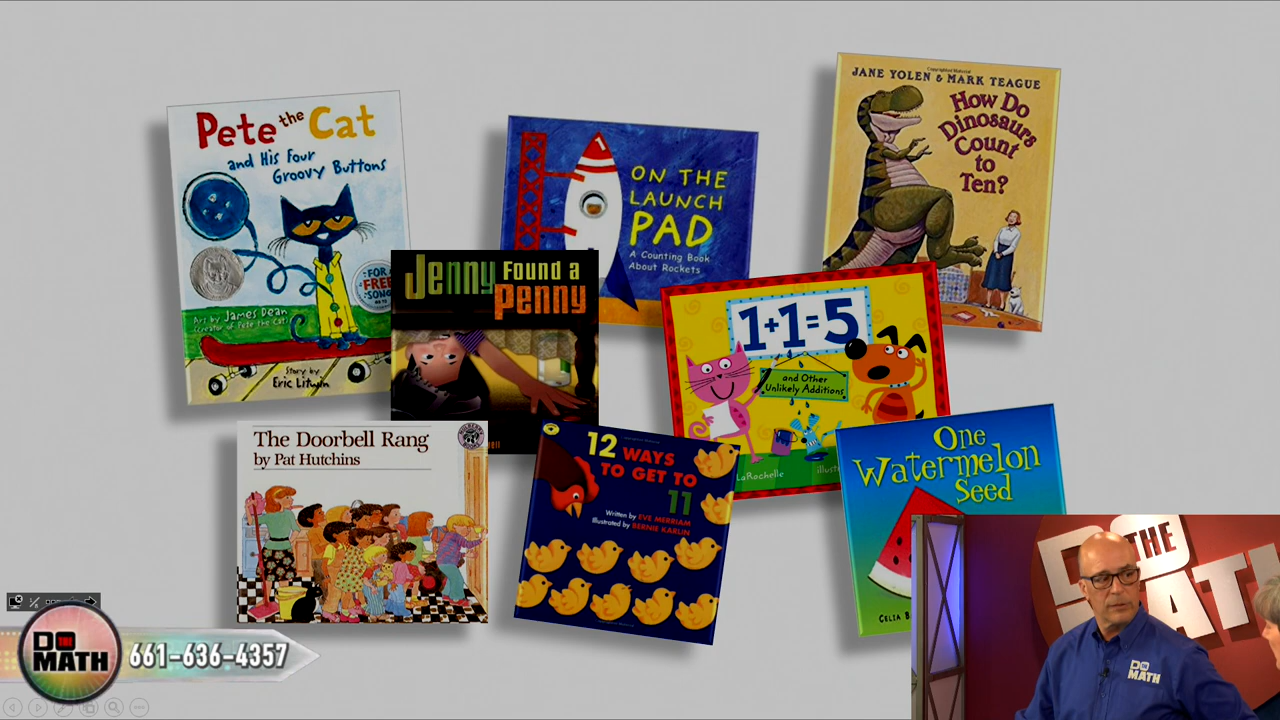 Pete the Cat
and His Four
Groovy Buttons
FOR
FREE
SONG
Art by James Dean
(creator of Pete the Cat)
Story by
Eric Litwin
ON THE
LAUNCH
PAD
A Counting Book
About Rockets
JANE YOLEN & MARK TEAGUE
How Do
Dinosaurs
Count
to
Ten?
Jenny Found a
Penny
1+1=5
and Other
Unlikely Additions
LaRochelle
illust
The Doorbell Rang
by Pat Hutchins
12 WAYS
TO GET TO
11
Written by EVE MERRIAM
Illustrated by BERNIE KARLIN
One
Watermelon
Seed
CELIA B
DO THE
MATH
661-636-4357
DO THE
MATH
DO THE
MATH